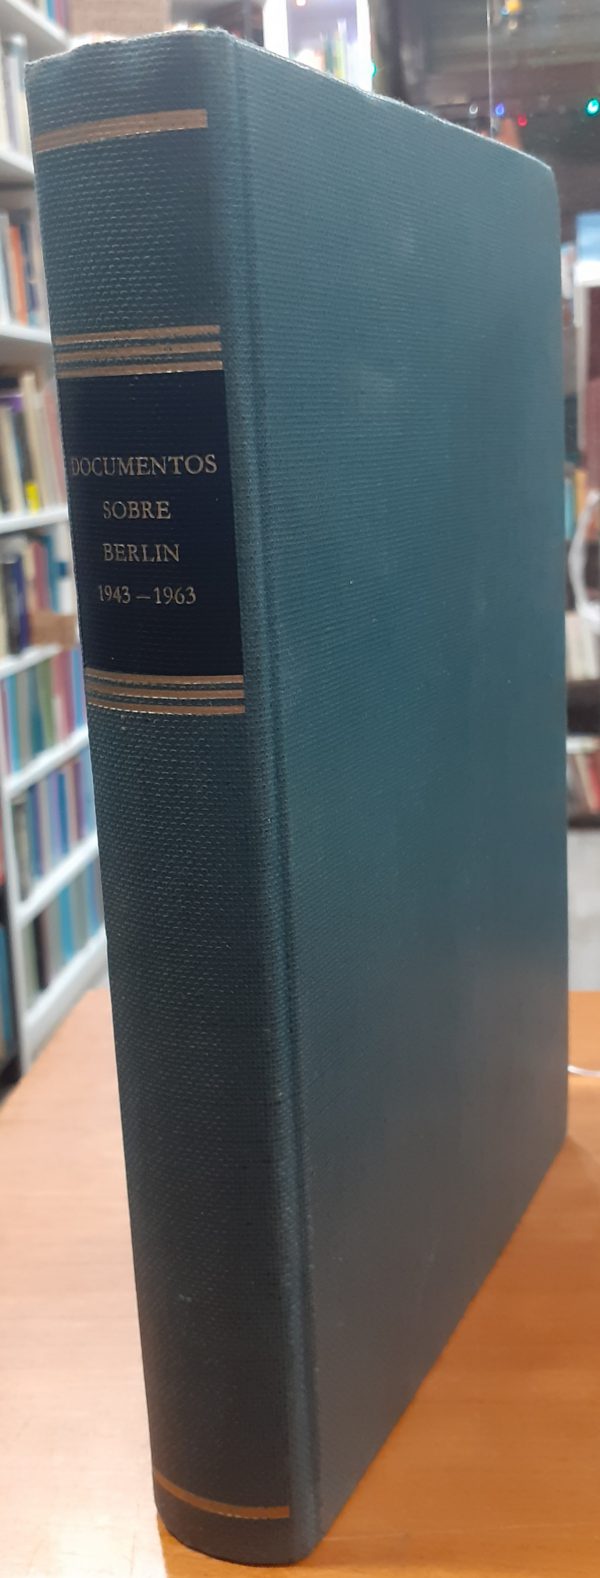 DOCUMENTOS
SOBRE
BERLIN
1943–1963